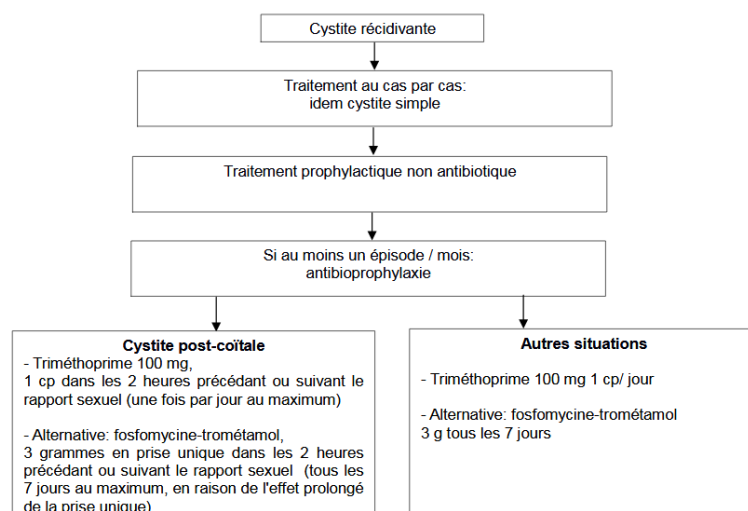 Cystite récidivante
Traitement au cas par cas:
idem cystite simple
Traitement prophylactique non antibiotique
Si au moins un épisode / mois:
antibioprophylaxie
Cystite post-coïtale
- Triméthoprime 100 mg,
1 cp dans les 2 heures précédant ou suivant le
rapport sexuel (une fois par jour au maximum)
- Alternative: fosfomycine-trométamol,
3 grammes en prise unique dans les 2 heures
précédant ou suivant le rapport sexuel (tous les
7 jours au maximum, en raison de l'effet prolongé
de la prise unique)
Autres situations
- Triméthoprime 100 mg 1 cp/ jour
- Alternative: fosfomycine-trométamol
3 g tous les 7 jours